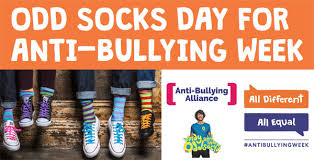 ODD SOCKS DAY FOR
ANTI-BULLYING WEEK
Anti-Bullying
Alliance
All Different
All Equal
#ANTIBULLYINGWEEK